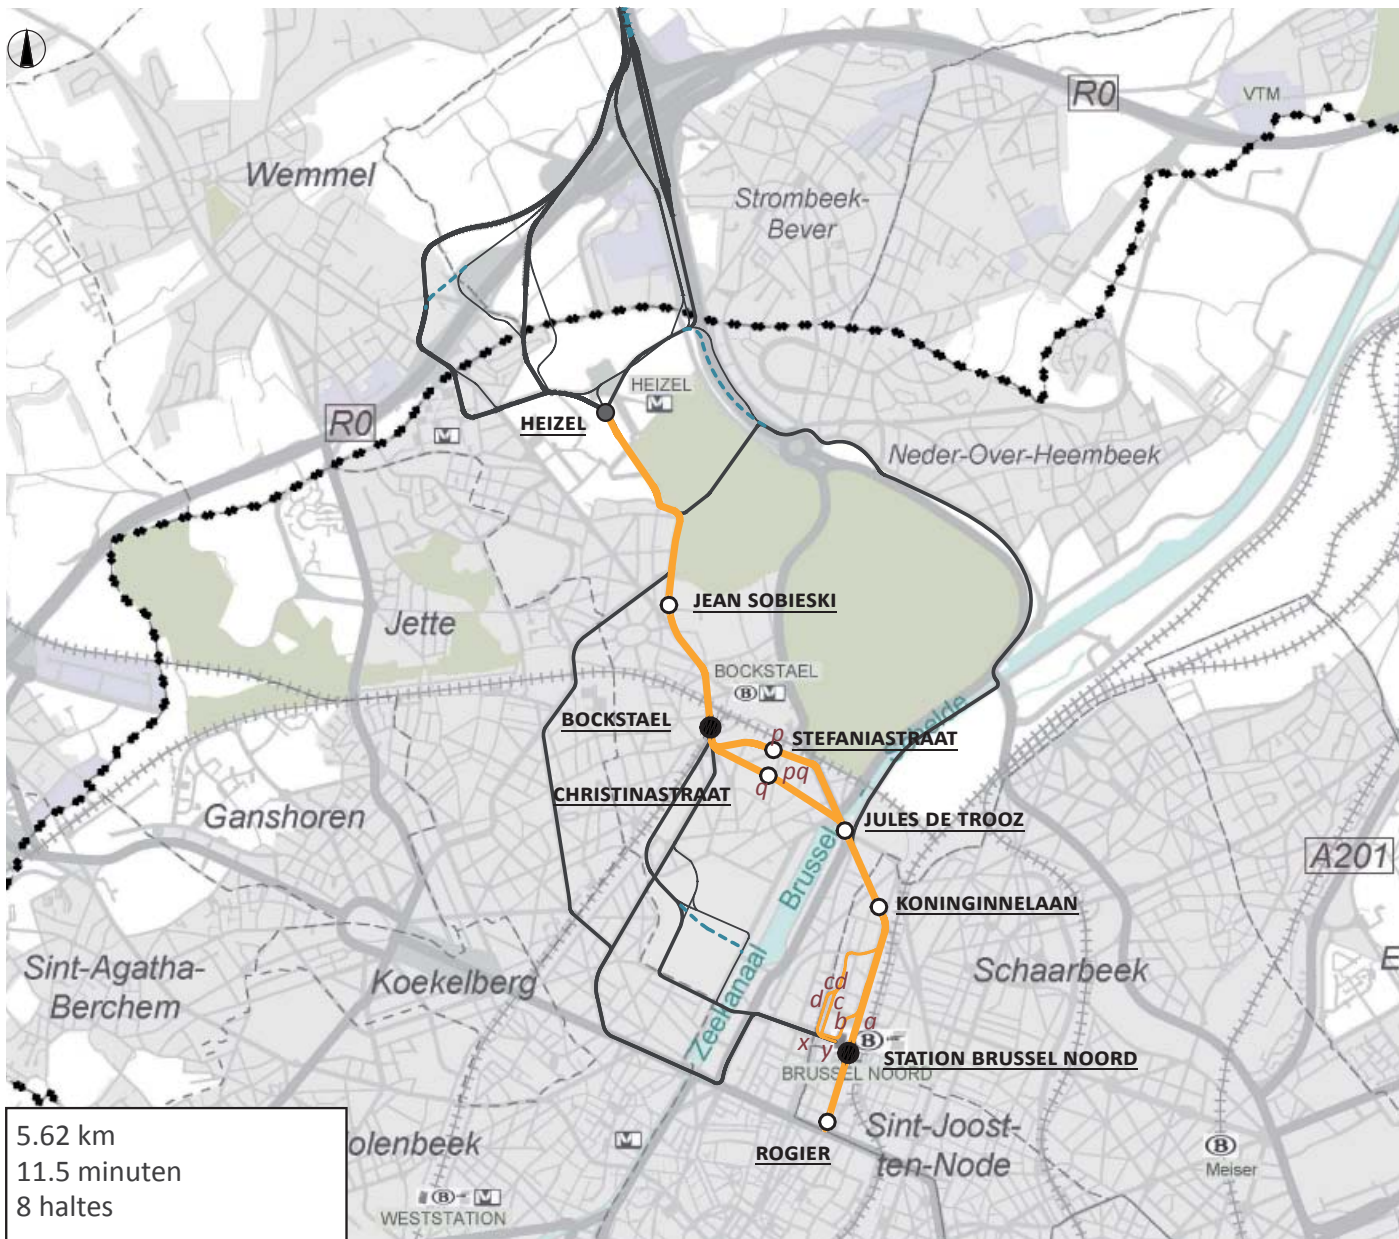 R0
VTM
Wemmel
Strombeek-
Bever
HEIZEL
M
HEIZEL
R0
M
Neder-Over-Heembeek
JEAN SOBIESKI
Jette
BOCKSTAEL
B M
BOCKSTAEL
p
STEFANIASTRAAT
pq
q
CHRISTINASTRAAT
Ganshoren
JULES DE TROOZ
Brussel
A201
KONINGINNELAAN
Sint-Agatha-
Berchem
Koekelberg
Schaarbeek
E
cd
d
c
b
a
x
y
B
Zeekanaal
STATION BRUSSEL NOORD
BRUSSEL NOORD
5.62 km
11.5 minuten
8 haltes
olenbeek
M
ROGIER
Sint-Joost-
ten-Node
B
Meiser
B M
WESTSTATION